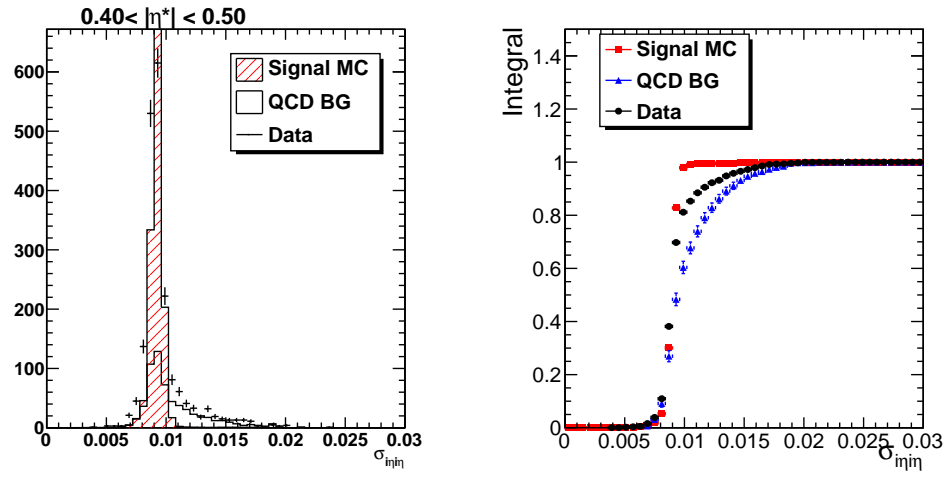 0.40< |η*| < 0.50
600
500
400
300
200
100
0
0 0.005 0.01 0.015 0.02 0.025 0.03
σiηiη
Signal MC
QCD BG
Data
Integral
1.4
1.2
1
0.8
0.6
0.4
0.2
0
0 0.005 0.01 0.015 0.02 0.025 0.03
σiηiη
Signal MC
QCD BG
Data